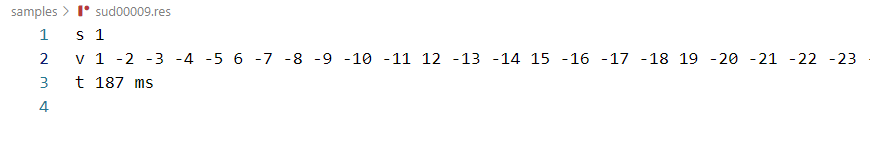 samples > sud00009.res
1 s 1
2 v 1 -2 -3 -4 -5 6 -7 -8 -9 -10 -11 12 -13 -14 15 -16 -17 -18 19 -20 -21 -22 -23 -
3 t 187 ms
4